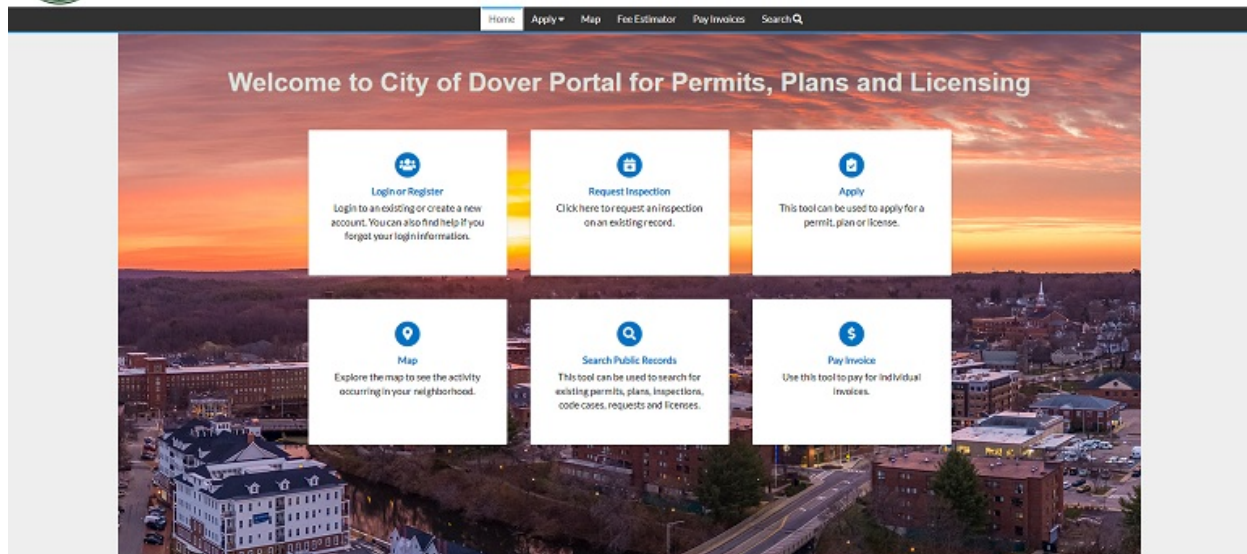 Home Apply Map Fee Estimator Pay Invoices Search
Welcome to City of Dover Portal for Permits, Plans and Licensing
Login or Register
Login to an existing or create a new
account. You can also find help if you
forgot your login information.
Request Inspection
Click here to request an inspection
on an existing record.
Apply
This tool can be used to apply for a
permit, plan or license.
Map
Explore the map to see the activity
occurring in your neighborhood.
Search Public Records
This tool can be used to search for
existing permits, plans, inspections,
code cases, requests and licenses.
Pay Invoice
Use this tool to pay for individual
invoices.